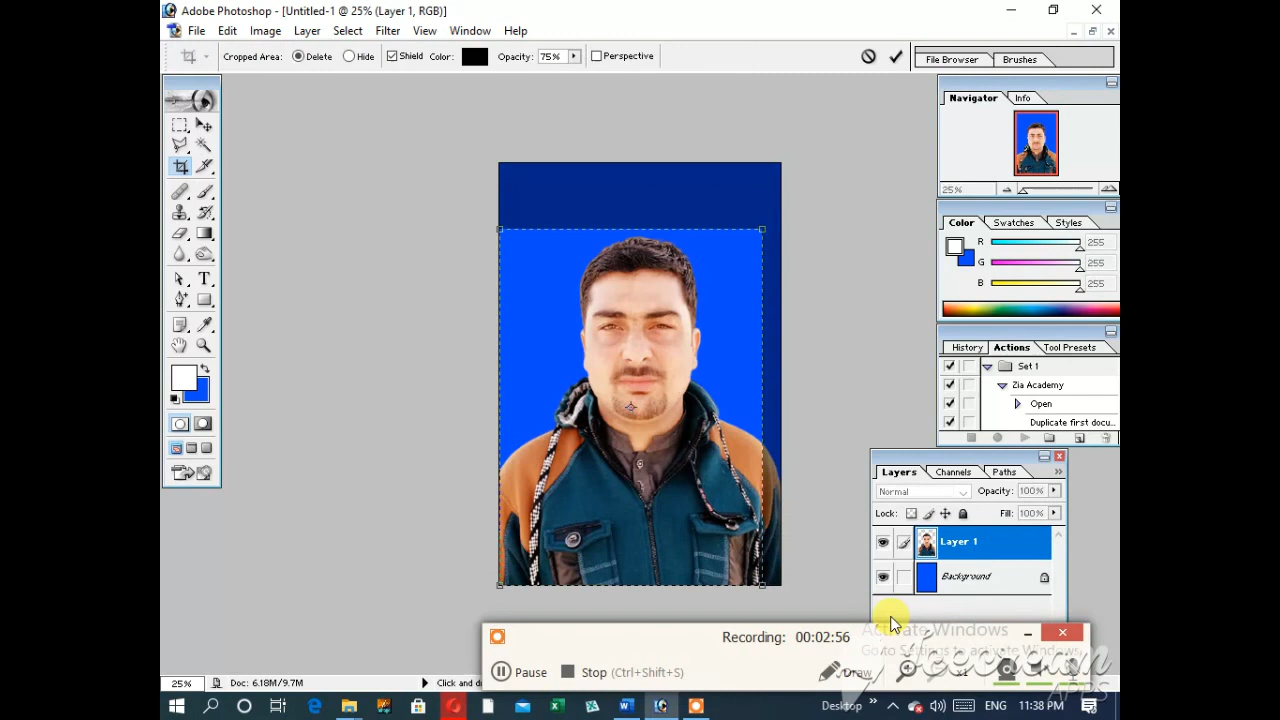 Adobe Photoshop - [Untitled-1 @ 25% (Layer 1, RGB)]
File Edit Image Layer Select Filter View Window Help
Cropped Area: Delete Hide Shield Color: Opacity: 75% Perspective
File Browser Brushes
Navigator Info
25%
Color Swatches Styles
R 255
G 255
B 255
History Actions Tool Presets
Set 1
Zia Academy
Open
Duplicate first docu...
Layers Channels Paths
Normal Opacity: 100%
Lock: Fill: 100%
Layer 1
Background
Recording: 00:02:56
Activate Windows
Go to Settings to activate Windows.
Pause Stop (Ctrl+Shift+S) Draw x1
Icecream
APPS
25% Doc: 6.18M/9.7M Click and d
Desktop ENG 11:38 PM